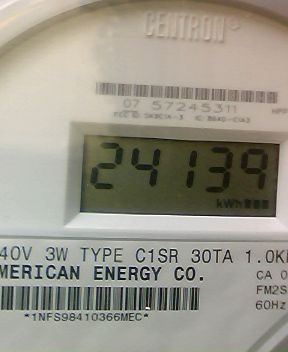 CENTRON
07 57245311
24139
kWh
40V 3W TYPE C1SR 30TA 1.0K
MERICAN ENERGY CO.
CA 0
FM2S
60Hz
*1NFS98410366MEC*